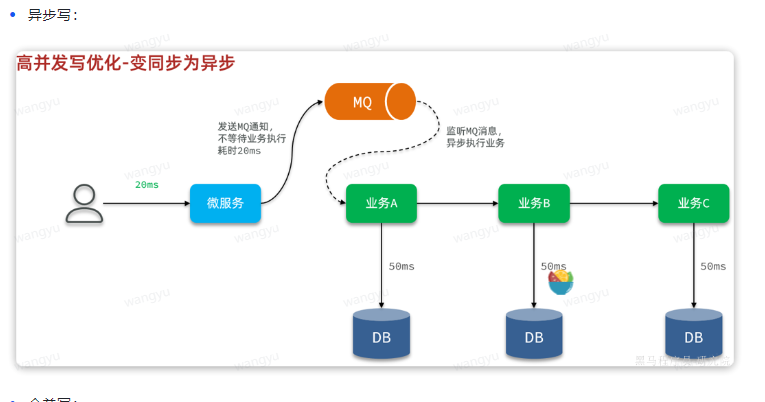 异步写：
高并发写优化-变同步为异步
MQ
发送MQ通知，
不等待业务执行
耗时20ms
监听MQ消息，
异步执行业务
20ms
微服务
业务A
业务B
业务C
50ms
50ms
50ms
DB
DB
DB
wangyu